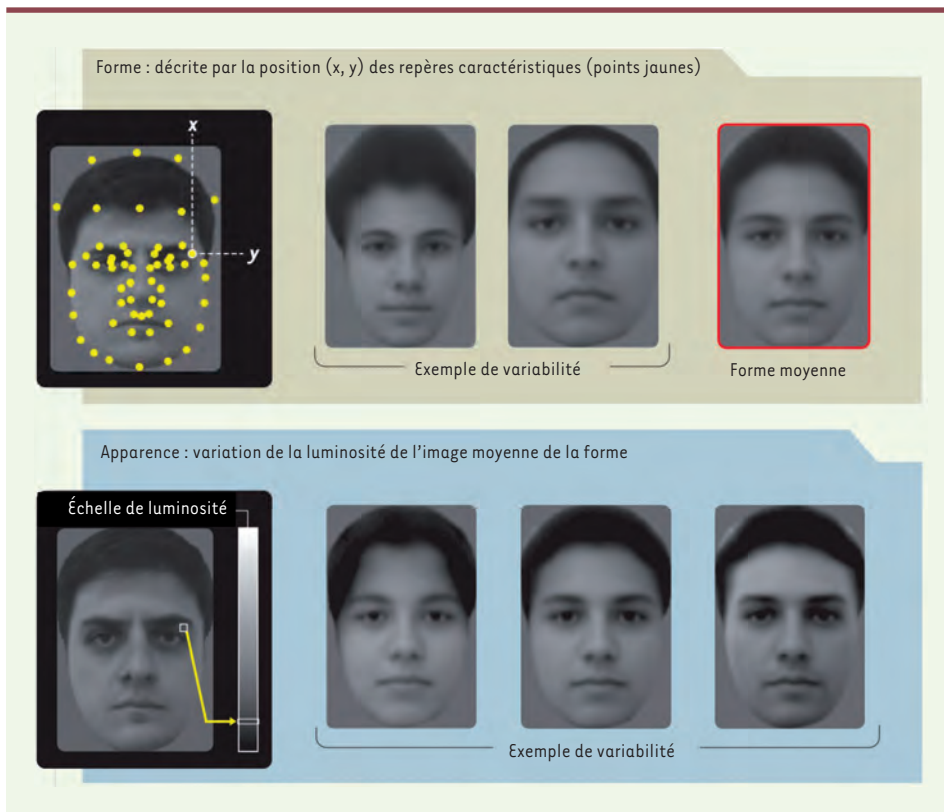 Forme : décrite par la position (x, y) des repères caractéristiques (points jaunes)
x
y
Exemple de variabilité
Forme moyenne
Apparence : variation de la luminosité de l’image moyenne de la forme
Échelle de luminosité
Exemple de variabilité